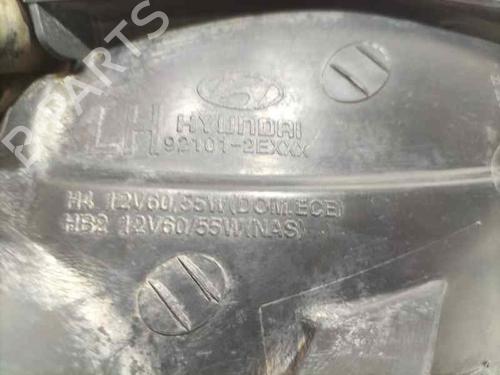 B-PARTS
LH HYUNDAI
92101-2EXXX
H4 12V60/55W(DOM.ECE)
HB2 12V60/55W(NAS)